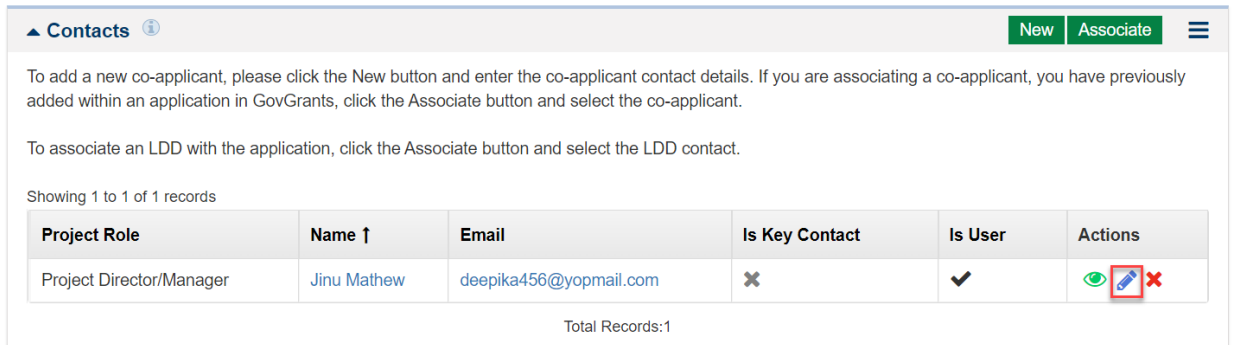 Contacts
New Associate
To add a new co-applicant, please click the New button and enter the co-applicant contact details. If you are associating a co-applicant, you have previously
added within an application in GovGrants, click the Associate button and select the co-applicant.
To associate an LDD with the application, click the Associate button and select the LDD contact.
Showing 1 to 1 of 1 records
Project Role Name ↑ Email Is Key Contact Is User Actions
Project Director/Manager Jinu Mathew deepika456@yopmail.com
Total Records:1